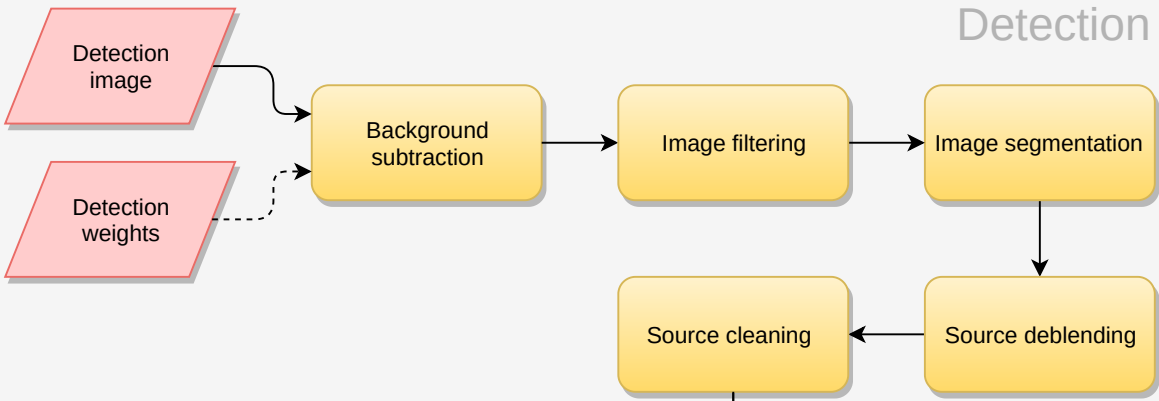 Detection
Detection
image
Background
subtraction
Image filtering
Image segmentation
Detection
weights
Source cleaning
Source deblending